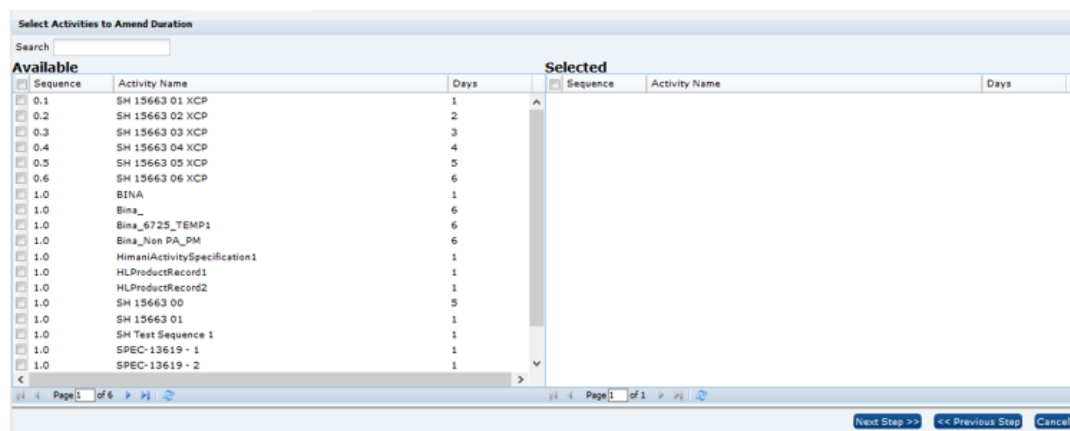 Select Activities to Amend Duration
Search
Available
Selected
Sequence Activity Name Days
Sequence Activity Name Days
0.1 SH 15663 01 XCP 1
0.2 SH 15663 02 XCP 2
0.3 SH 15663 03 XCP 3
0.4 SH 15663 04 XCP 4
0.5 SH 15663 05 XCP 5
0.6 SH 15663 06 XCP 6
1.0 BINA 1
1.0 Bina_ 6
1.0 Bina_6725_TEMP1 6
1.0 Bina_Non PA_PM 6
1.0 HimaniActivitySpecification1 1
1.0 HLProductRecord1 1
1.0 HLProductRecord2 1
1.0 SH 15663 00 5
1.0 SH 15663 01 1
1.0 SH Test Sequence 1 1
1.0 SPEC-13619 - 1 1
1.0 SPEC-13619 - 2 1
Page 1 of 6
Page 1 of 1
Next Step >> << Previous Step Cancel